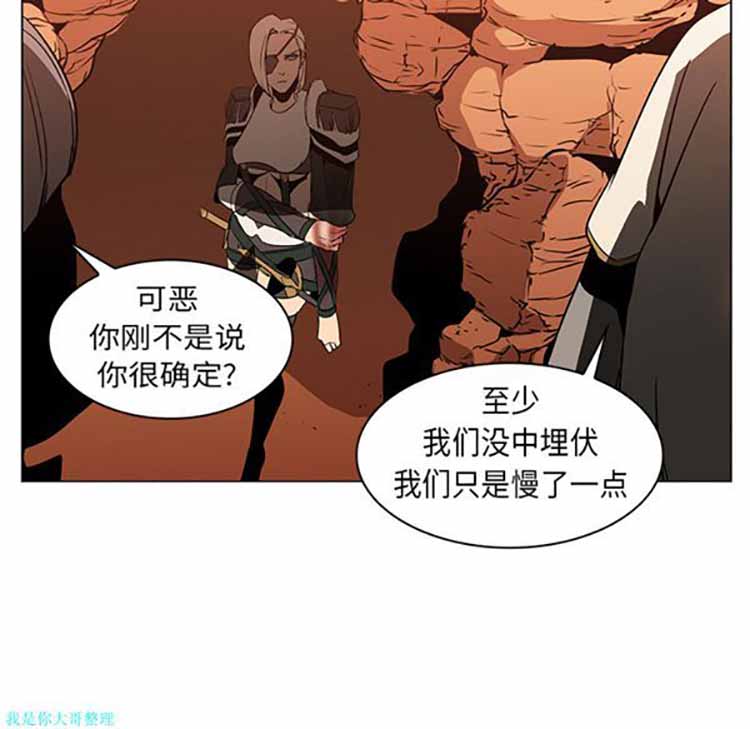 可恶
你刚不是说
你很确定?
至少
我们没中埋伏
我们只是慢了一点
我是你大哥整理